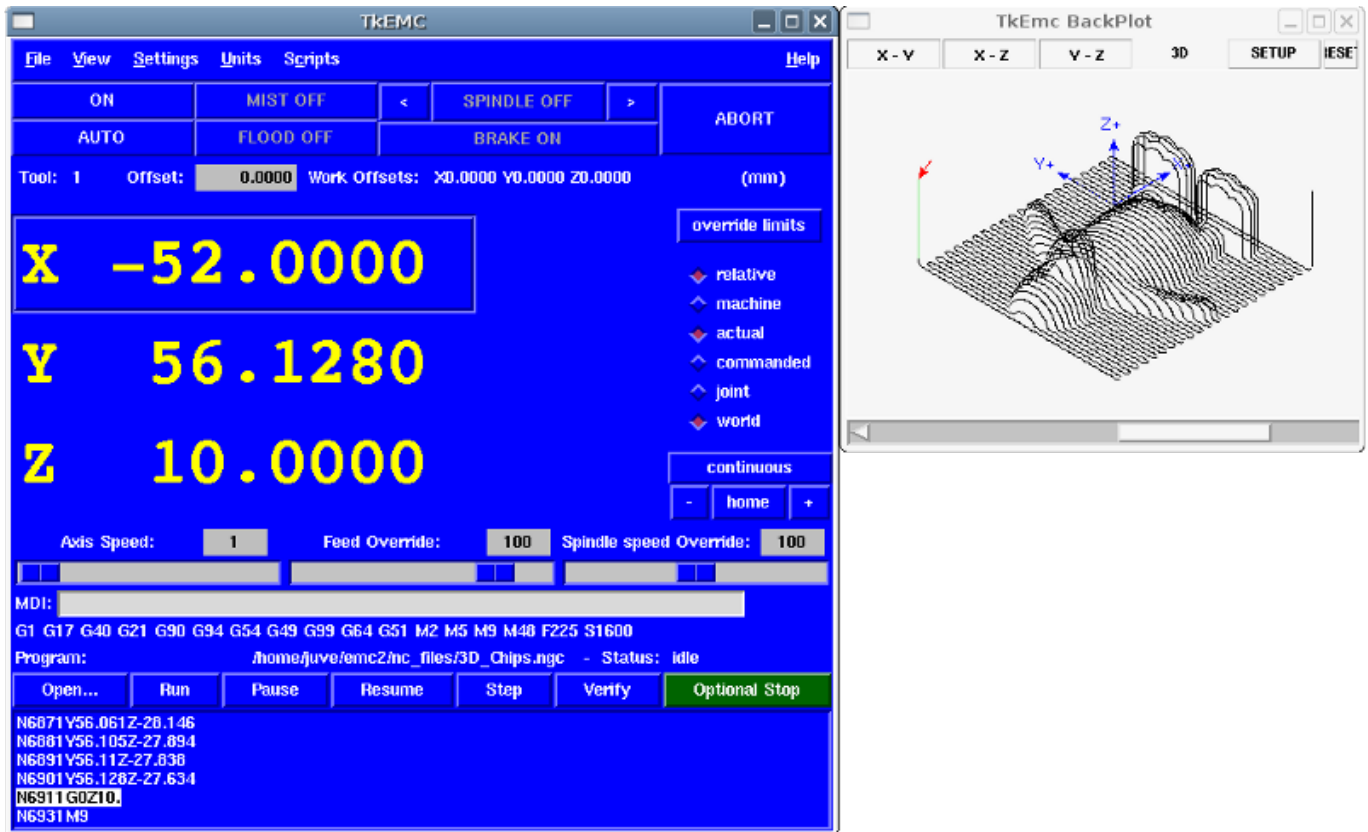 TkEMC
File View Settings Units Scripts Help
ON MIST OFF < SPINDLE OFF > ABORT
AUTO FLOOD OFF BRAKE ON
Tool: 1 Offset: 0.0000 Work Offsets: X0.0000 Y0.0000 Z0.0000 (mm)
override limits
X -52.0000
relative
machine
Y 56.1280
actual
commanded
joint
world
Z 10.0000
continuous
- home +
Axis Speed: 1 Feed Override: 100 Spindle speed Override: 100
MDI:
G1 G17 G40 G21 G90 G94 G54 G49 G99 G64 G51 M2 M5 M9 M48 F225 S1600
Program: /home/juve/emc2/nc_files/3D_Chips.ngc - Status: idle
Open... Run Pause Resume Step Verify Optional Stop
N6871Y56.061Z-28.146
N6881Y56.105Z-27.894
N6891Y56.11Z-27.838
N6901Y56.128Z-27.634
N6911G0Z10.
N6931M9
TkEmc BackPlot
X - Y X - Z Y - Z 3D SETUP RESET
Z+
Y+ X+